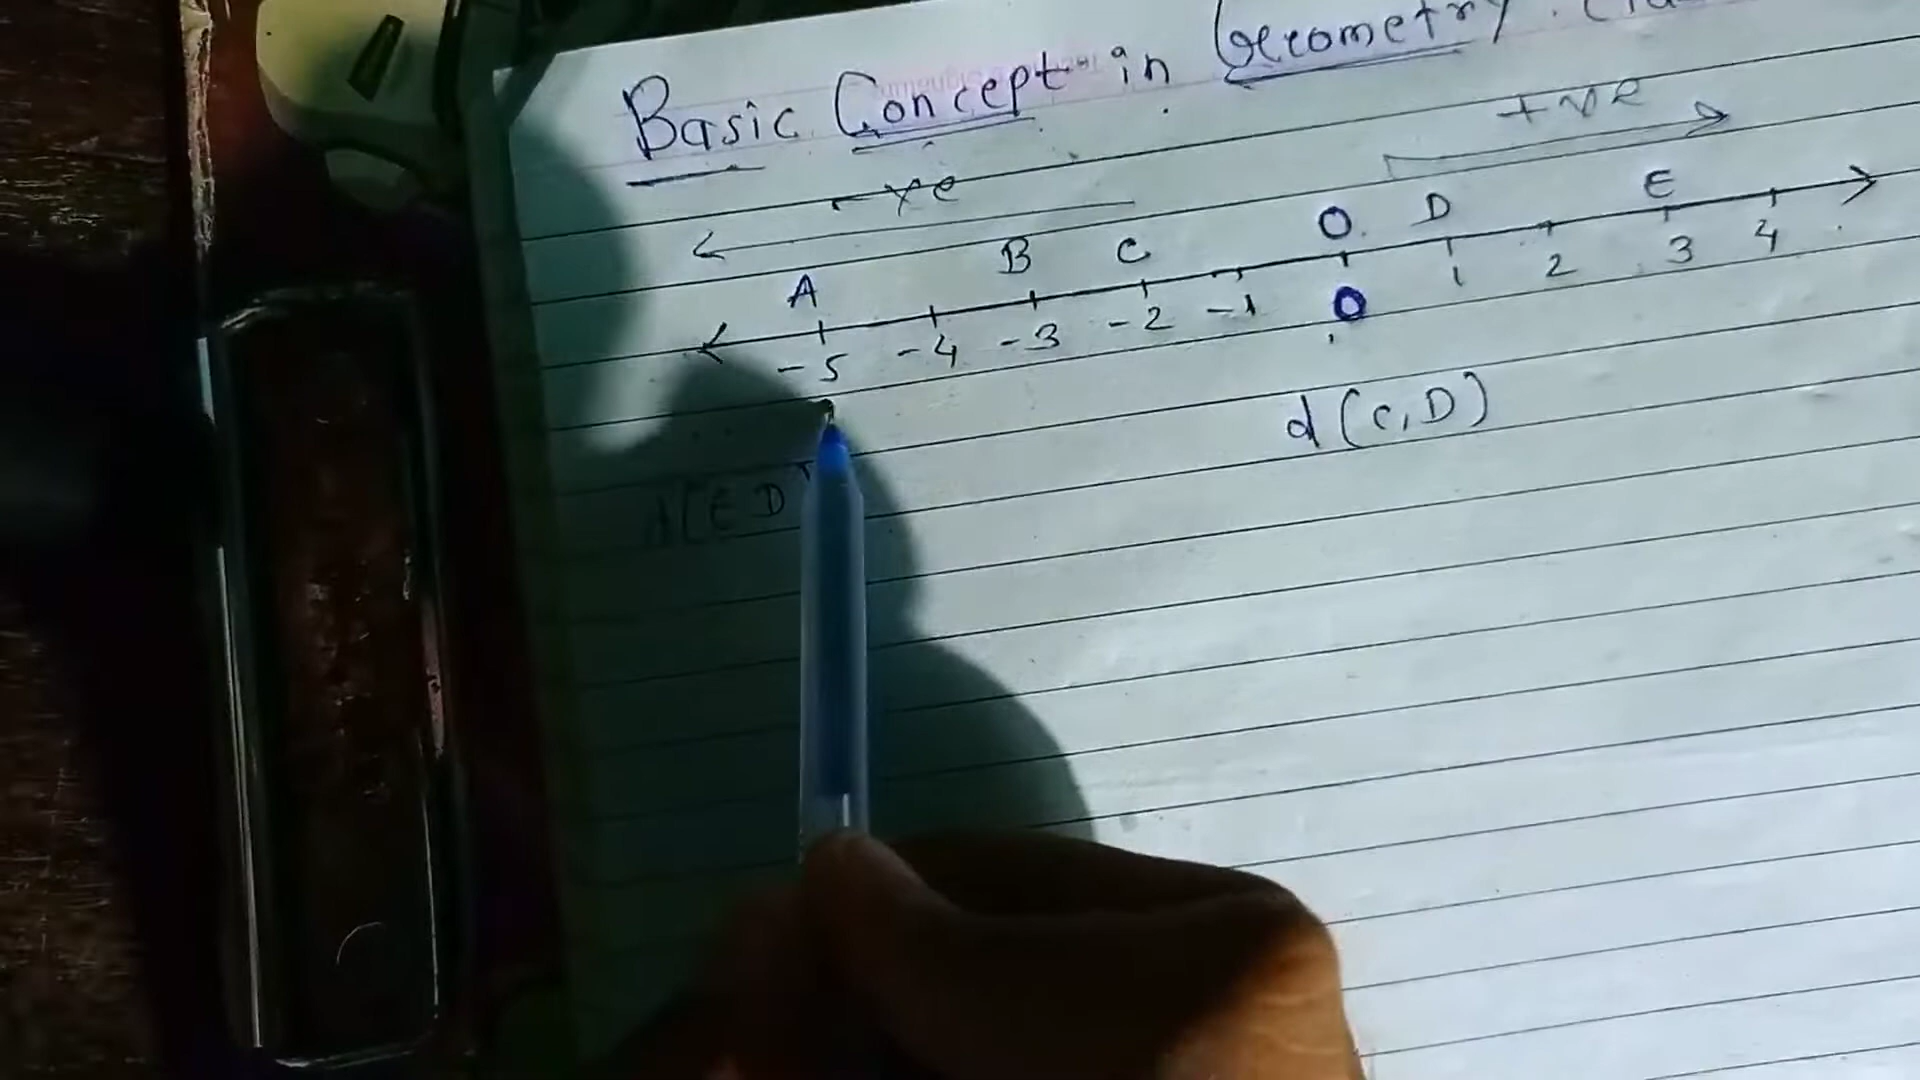 Basic Concept in Geometry.
+ve
-ve
A B C O D E
-5 -4 -3 -2 -1 0 1 2 3 4
d(C,D)
d(E D)